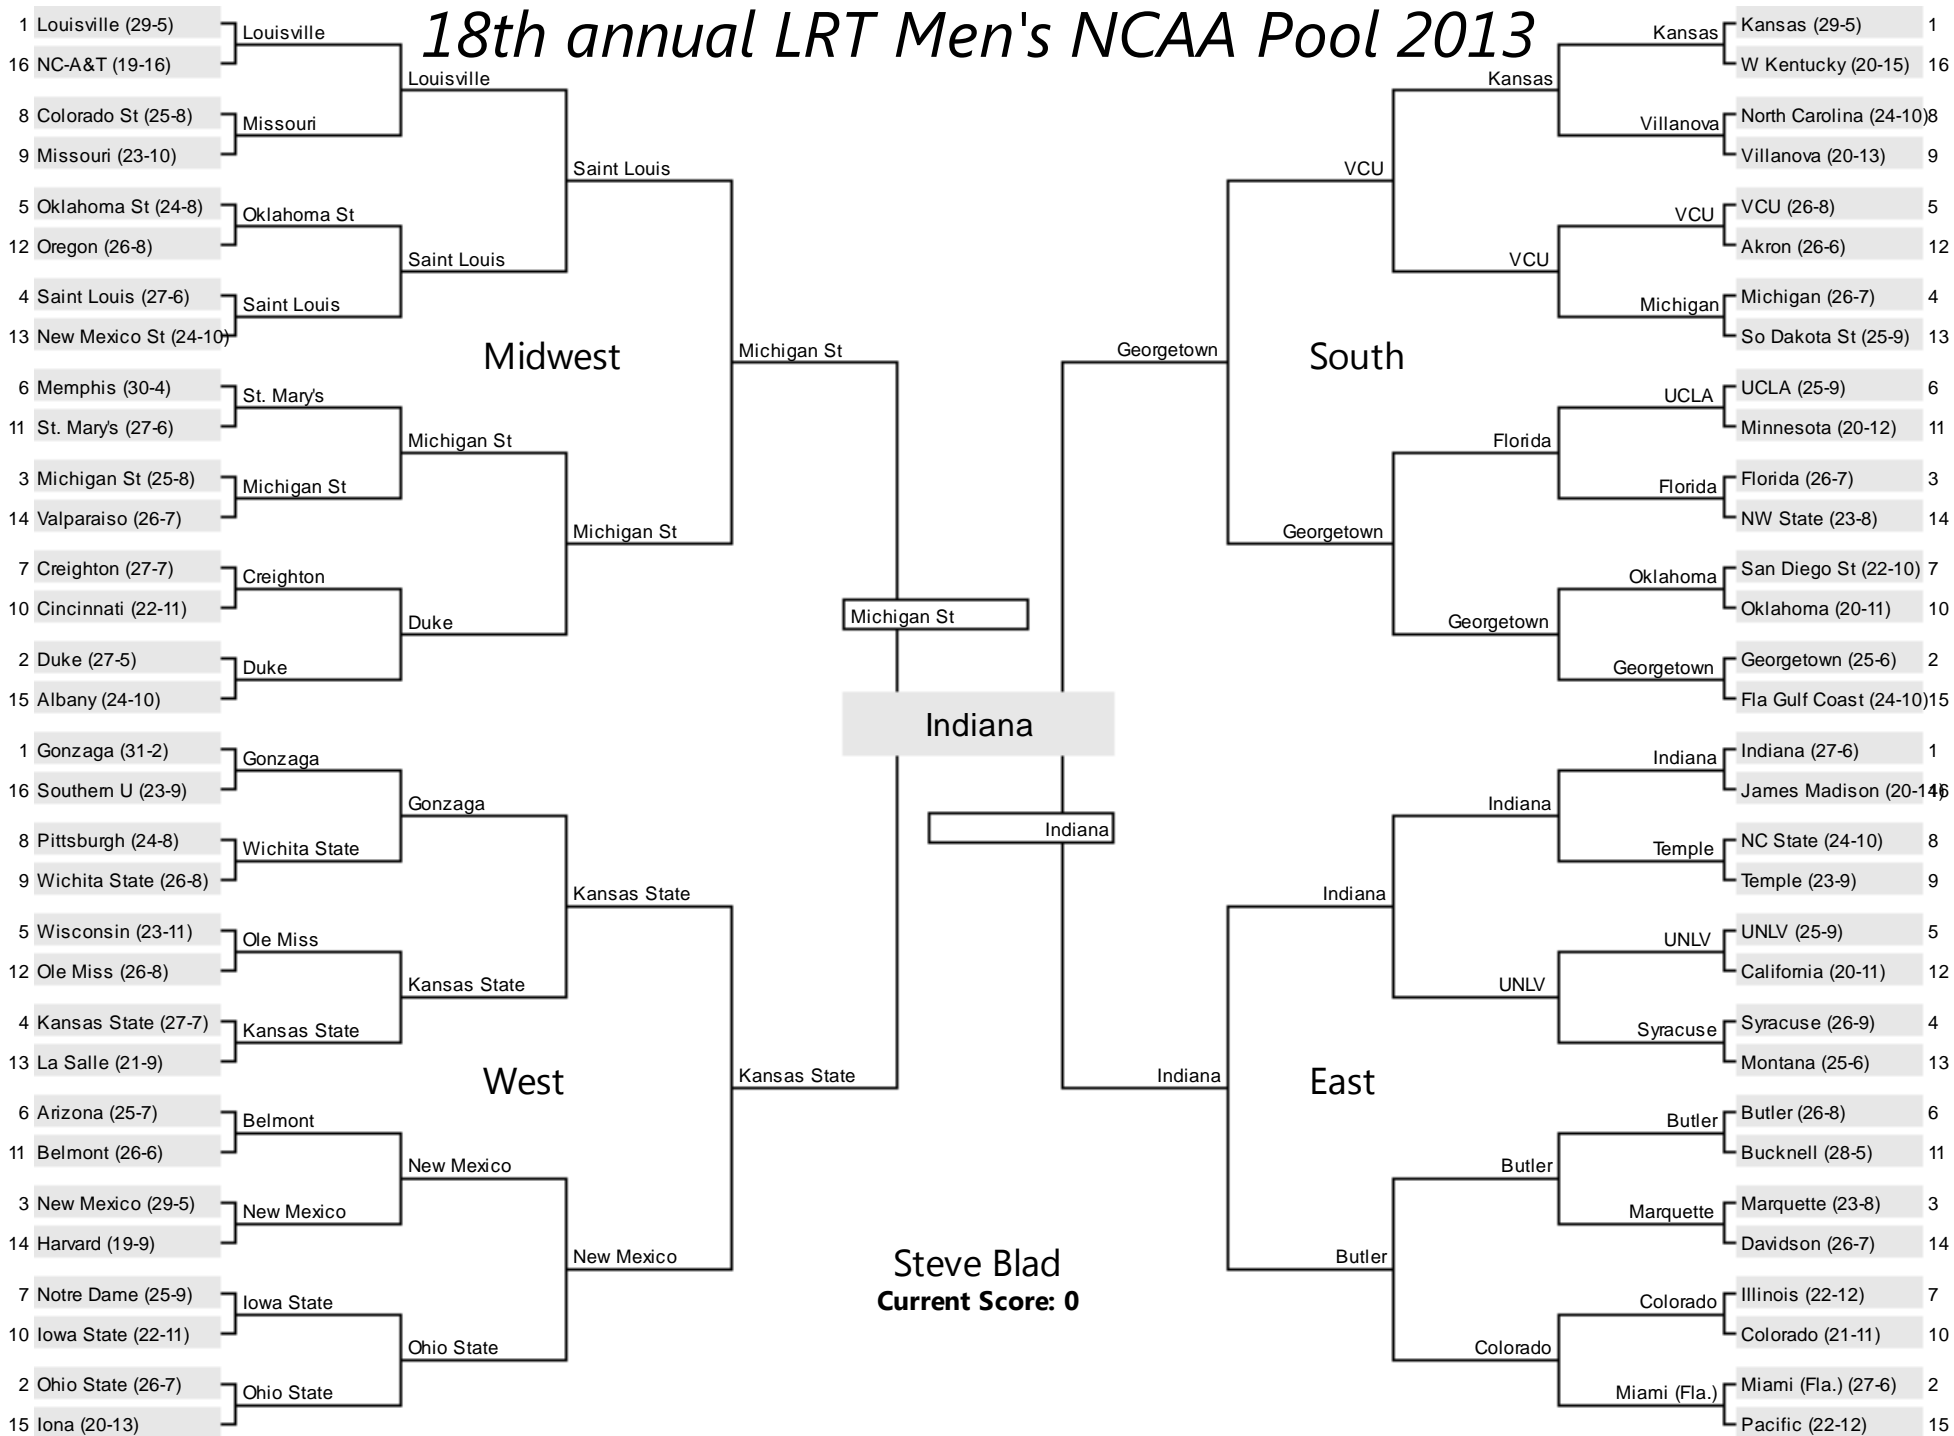 18th annual LRT Men's NCAA Pool 2013
1 Louisville (29-5)
16 NC-A&T (19-16)
8 Colorado St (25-8)
9 Missouri (23-10)
5 Oklahoma St (24-8)
12 Oregon (26-8)
4 Saint Louis (27-6)
13 New Mexico St (24-10)
6 Memphis (30-4)
11 St. Mary's (27-6)
3 Michigan St (25-8)
14 Valparaiso (26-7)
7 Creighton (27-7)
10 Cincinnati (22-11)
2 Duke (27-5)
15 Albany (24-10)
Louisville
Missouri
Oklahoma St
Saint Louis
St. Mary's
Michigan St
Creighton
Duke
Louisville
Saint Louis
Michigan St
Duke
Saint Louis
Michigan St
Michigan St
Midwest
1 Gonzaga (31-2)
16 Southern U (23-9)
8 Pittsburgh (24-8)
9 Wichita State (26-8)
5 Wisconsin (23-11)
12 Ole Miss (26-8)
4 Kansas State (27-7)
13 La Salle (21-9)
6 Arizona (25-7)
11 Belmont (26-6)
3 New Mexico (29-5)
14 Harvard (19-9)
7 Notre Dame (25-9)
10 Iowa State (22-11)
2 Ohio State (26-7)
15 Iona (20-13)
Gonzaga
Wichita State
Ole Miss
Kansas State
Belmont
New Mexico
Iowa State
Ohio State
Gonzaga
Kansas State
New Mexico
Ohio State
Kansas State
New Mexico
Kansas State
West
Michigan St
Indiana
Indiana
Steve Blad
Current Score: 0
Kansas (29-5) 1
W Kentucky (20-15) 16
North Carolina (24-10) 8
Villanova (20-13) 9
VCU (26-8) 5
Akron (26-6) 12
Michigan (26-7) 4
So Dakota St (25-9) 13
UCLA (25-9) 6
Minnesota (20-12) 11
Florida (26-7) 3
NW State (23-8) 14
San Diego St (22-10) 7
Oklahoma (20-11) 10
Georgetown (25-6) 2
Fla Gulf Coast (24-10) 15
Kansas
Villanova
VCU
Michigan
UCLA
Florida
Oklahoma
Georgetown
Kansas
VCU
Florida
Georgetown
VCU
Georgetown
Georgetown
South
Indiana (27-6) 1
James Madison (20-14) 16
NC State (24-10) 8
Temple (23-9) 9
UNLV (25-9) 5
California (20-11) 12
Syracuse (26-9) 4
Montana (25-6) 13
Butler (26-8) 6
Bucknell (28-5) 11
Marquette (23-8) 3
Davidson (26-7) 14
Illinois (22-12) 7
Colorado (21-11) 10
Miami (Fla.) (27-6) 2
Pacific (22-12) 15
Indiana
Temple
UNLV
Syracuse
Butler
Marquette
Colorado
Miami (Fla.)
Indiana
UNLV
Butler
Colorado
Indiana
Butler
Indiana
East